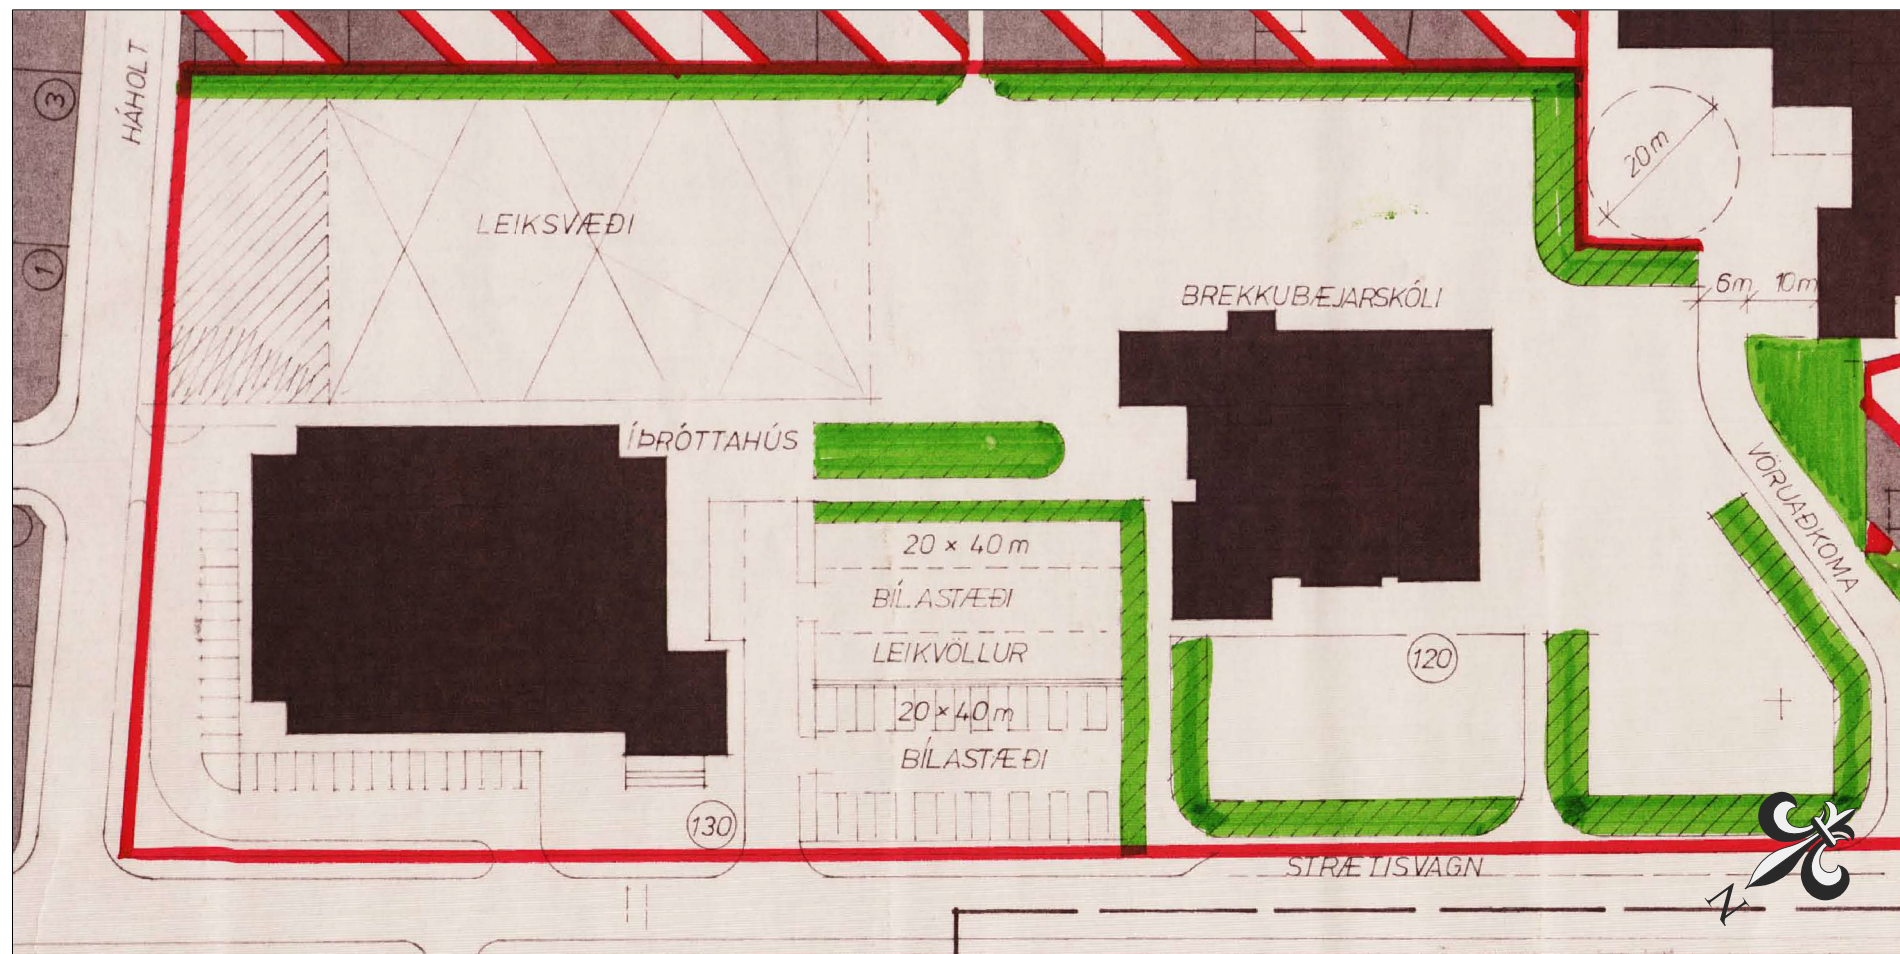 HÁHOLT
3
1
LEIKSVÆÐI
20m
BREKKUBÆJARSKÓLI
6m 10m
ÍÞRÓTTAHÚS
VÖRUAÐKOMA
20 × 40 m
BÍLASTÆÐI
LEIKVÖLLUR
120
20 × 40 m
BÍLASTÆÐI
130
STRÆTISVAGN
N